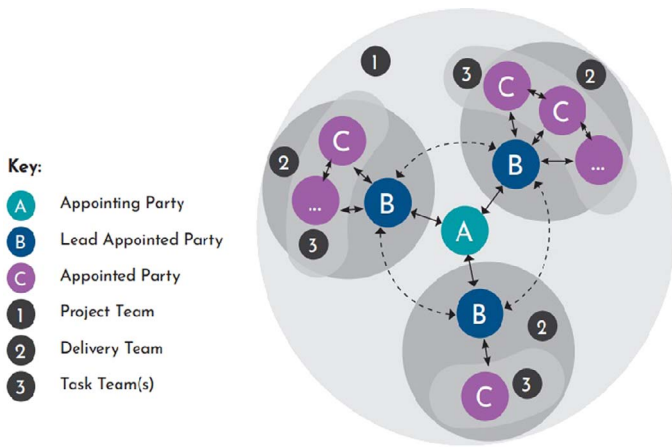 1
3
C
2
C
C
2
B
...
...
B
A
3
B
2
C
3
Key:
A Appointing Party
B Lead Appointed Party
C Appointed Party
1 Project Team
2 Delivery Team
3 Task Team(s)